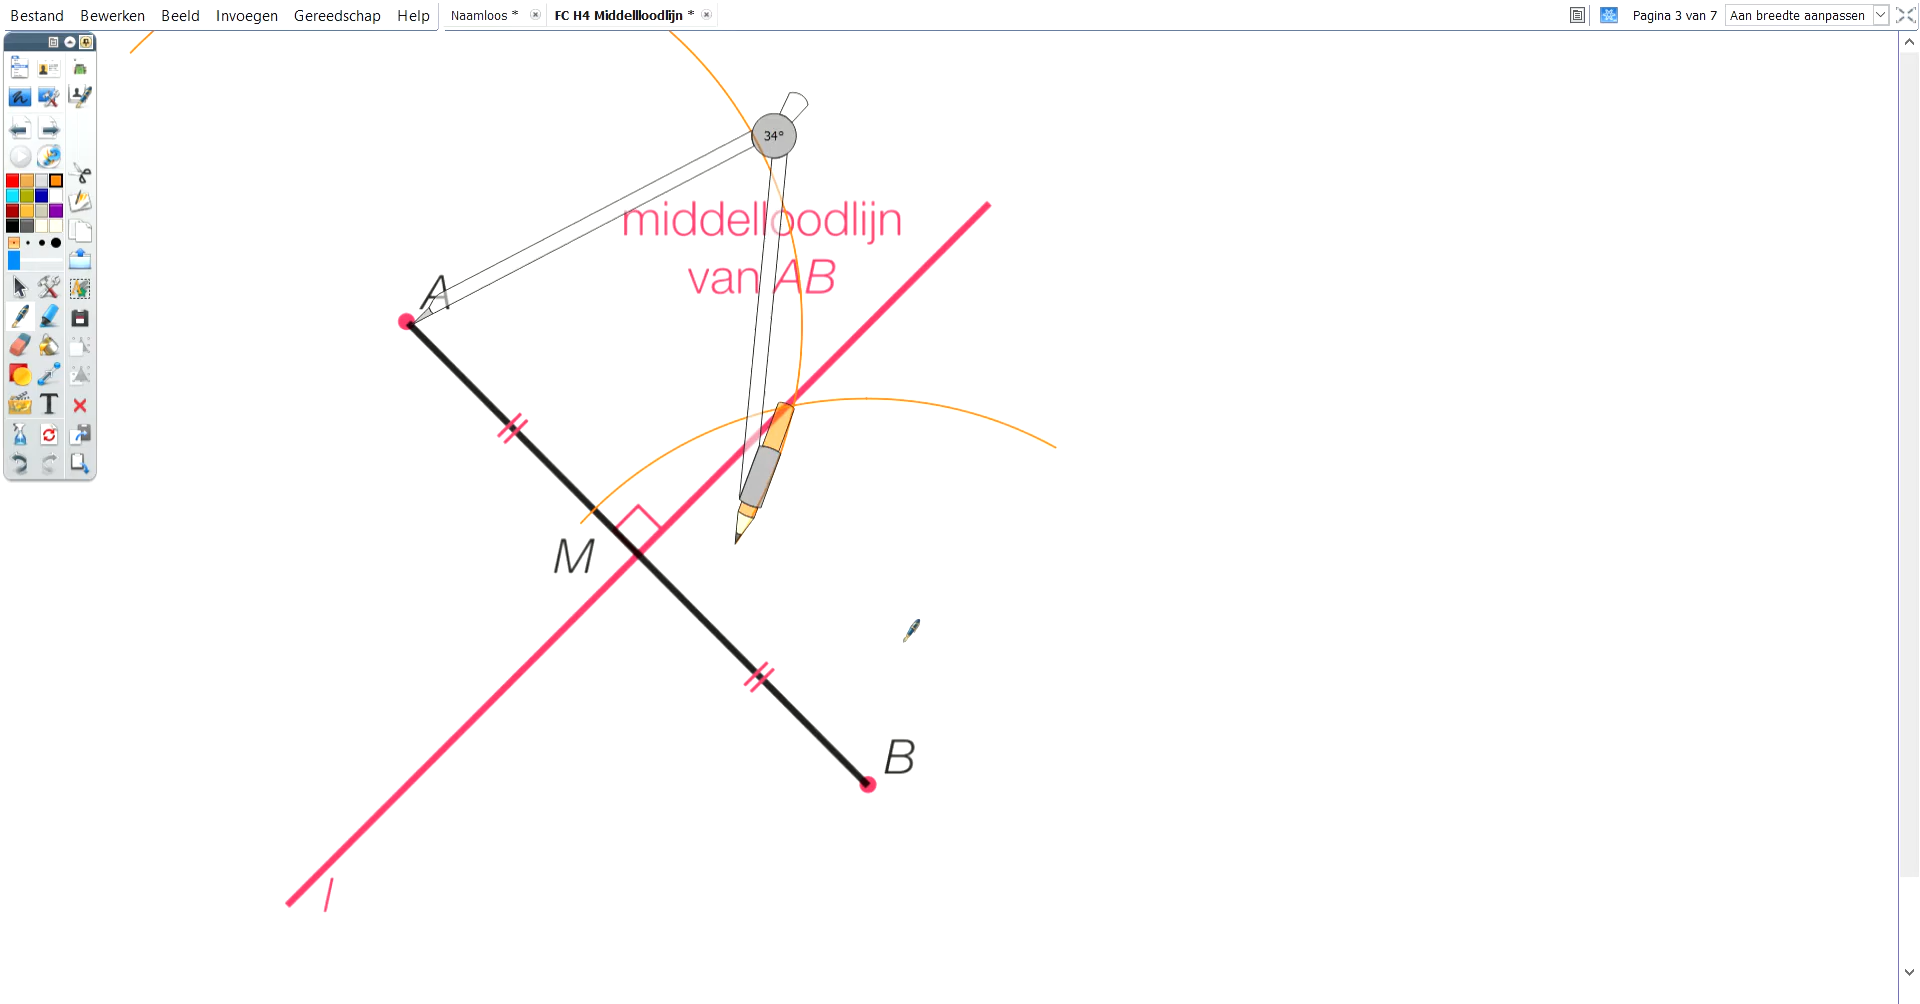 Bestand Bewerken Beeld Invoegen Gereedschap Help Naamloos * FC H4 Middellloodlijn * Pagina 3 van 7 Aan breedte aanpassen
34°
middelloodlijn
van AB
A
M
B
l